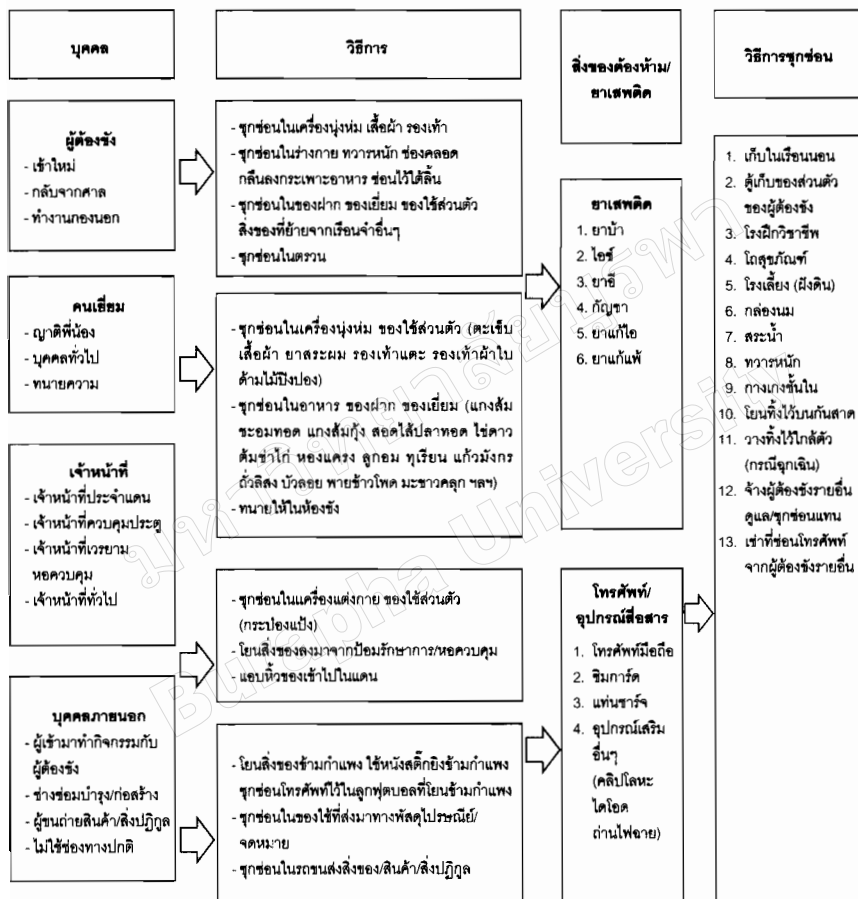 บุคคล
วิธีการ
สิ่งของต้องห้าม/
ยาเสพติด
วิธีการซุกซ่อน
ผู้ต้องขัง
- เข้าใหม่
- กลับจากศาล
- ทำงานกองนอก
คนเยี่ยม
- ญาติพี่น้อง
- บุคคลทั่วไป
- ทนายความ
เจ้าหน้าที่
- เจ้าหน้าที่ประจำแดน
- เจ้าหน้าที่ควบคุมประตู
- เจ้าหน้าที่เวรยาม
หอควบคุม
- เจ้าหน้าที่ทั่วไป
บุคคลภายนอก
- ผู้เข้ามาทำกิจกรรมกับ
ผู้ต้องขัง
- ช่างซ่อมบำรุง/ก่อสร้าง
- ผู้ขนถ่ายสินค้า/สิ่งปฏิกูล
- ไม่ใช้ช่องทางปกติ
- ซุกซ่อนในเครื่องนุ่งห่ม เสื้อผ้า รองเท้า
- ซุกซ่อนในร่างกาย ทวารหนัก ช่องคลอด
กลืนลงกระเพาะอาหาร ซ่อนไว้ใต้ลิ้น
- ซุกซ่อนในของฝาก ของเยี่ยม ของใช้ส่วนตัว
สิ่งของที่ย้ายจากเรือนจำอื่นๆ
- ซุกซ่อนในตรวน
- ซุกซ่อนในเครื่องนุ่งห่ม ของใช้ส่วนตัว (ตะเข็บ
เสื้อผ้า ยาสระผม รองเท้าแตะ รองเท้าผ้าใบ
ด้ามไม้ปิงปอง)
- ซุกซ่อนในอาหาร ของฝาก ของเยี่ยม (แกงส้ม
ชะอมทอด แกงส้มกุ้ง สอดไส้ปลาทอด ไข่ดาว
ต้มข่าไก่ หอยแครง ลูกอม ทุเรียน แก้วมังกร
ถั่วลิสง บัวลอย พายข้าวโพด มะขามคลุก ฯลฯ)
- ทนายให้ในห้องขัง
- ซุกซ่อนในเครื่องแต่งกาย ของใช้ส่วนตัว
(กระป๋องแป้ง)
- โยนสิ่งของลงมาจากป้อมรักษาการ/หอควบคุม
- แอบหิ้วของเข้าไปในแดน
- โยนสิ่งของข้ามกำแพง ใช้หนังสติ๊กยิงข้ามกำแพง
ซุกซ่อนโทรศัพท์ไว้ในลูกฟุตบอลที่โยนข้ามกำแพง
- ซุกซ่อนในของใช้ที่ส่งมาทางพัสดุไปรษณีย์/
จดหมาย
- ซุกซ่อนในรถขนส่งสิ่งของ/สินค้า/สิ่งปฏิกูล
ยาเสพติด
1. ยาบ้า
2. ไอซ์
3. ยาอี
4. กัญชา
5. ยาแก้ไอ
6. ยาแก้แพ้
โทรศัพท์/
อุปกรณ์สื่อสาร
1. โทรศัพท์มือถือ
2. ซิมการ์ด
3. แท่นชาร์จ
4. อุปกรณ์เสริม
อื่นๆ
(คลิปโลหะ
ไดโอด
ถ่านไฟฉาย)
1. เก็บในเรือนนอน
2. ตู้เก็บของส่วนตัว
ของผู้ต้องขัง
3. โรงฝึกวิชาชีพ
4. โถสุขภัณฑ์
5. โรงเลี้ยง (ฝังดิน)
6. กล่องนม
7. สระน้ำ
8. ทวารหนัก
9. กางเกงชั้นใน
10. โยนทิ้งไว้บนกันสาด
11. วางทิ้งไว้ใกล้ตัว
(กรณีฉุกเฉิน)
12. จ้างผู้ต้องขังรายอื่น
ดูแล/ซุกซ่อนแทน
13. เช่าที่ซ่อนโทรศัพท์
จากผู้ต้องขังรายอื่น
มหาวิทยาลัยบูรพา
Burapha University